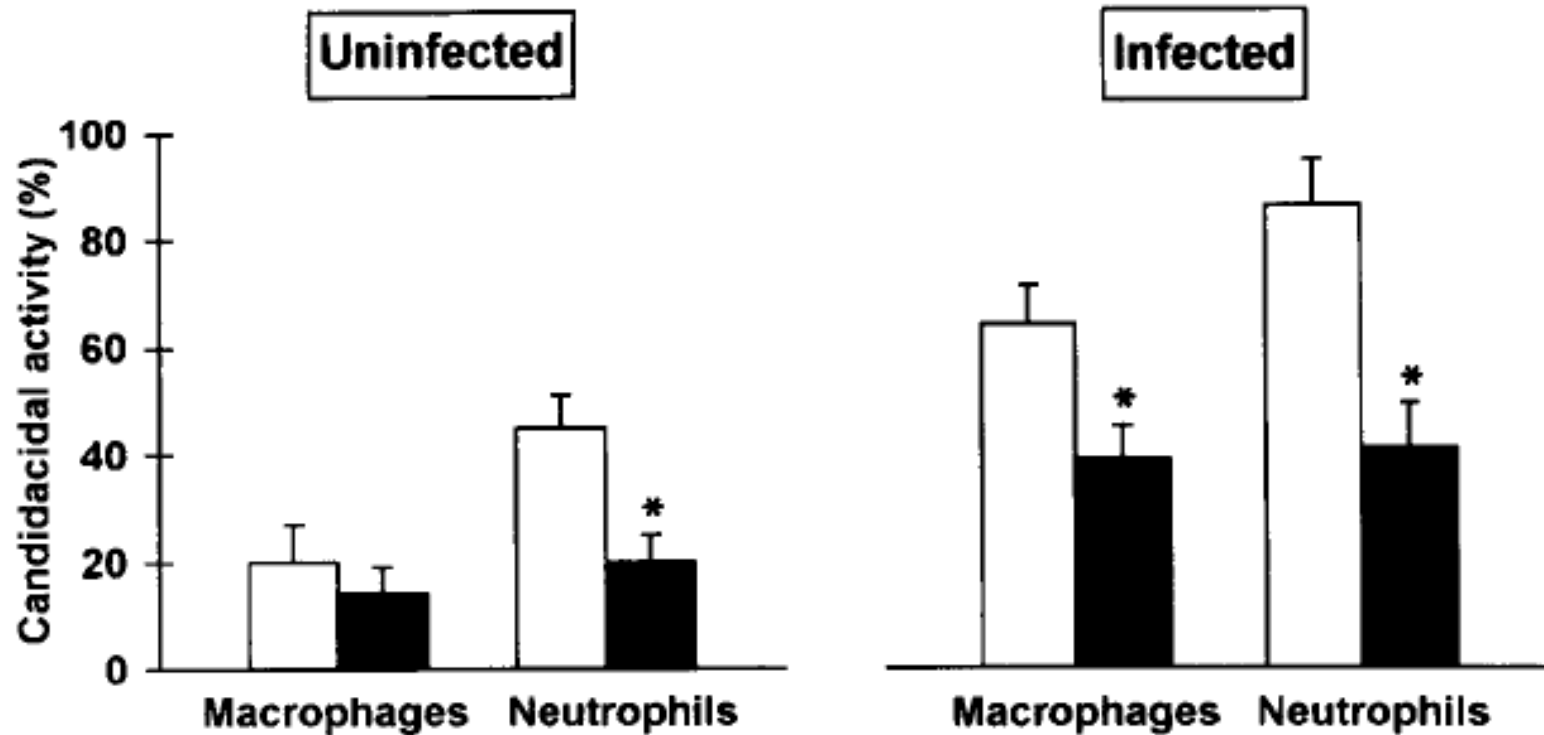 Uninfected
Infected
Candidacidal activity (%)
100
80
60
40
20
0
*
*
*
Macrophages
Neutrophils
Macrophages
Neutrophils